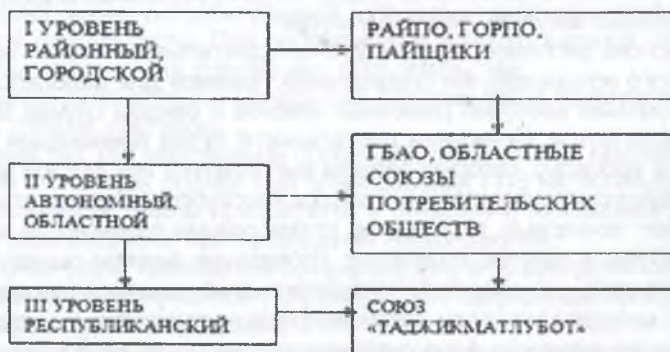 I УРОВЕНЬ
РАЙОННЫЙ,
ГОРОДСКОЙ
РАЙПО, ГОРПО,
ПАЙЩИКИ
II УРОВЕНЬ
АВТОНОМНЫЙ,
ОБЛАСТНОЙ
ГБАО, ОБЛАСТНЫЕ
СОЮЗЫ
ПОТРЕБИТЕЛЬСКИХ
ОБЩЕСТВ
III УРОВЕНЬ
РЕСПУБЛИКАНСКИЙ
СОЮЗ
«ТАДЖИКМАТЛУБОТ»